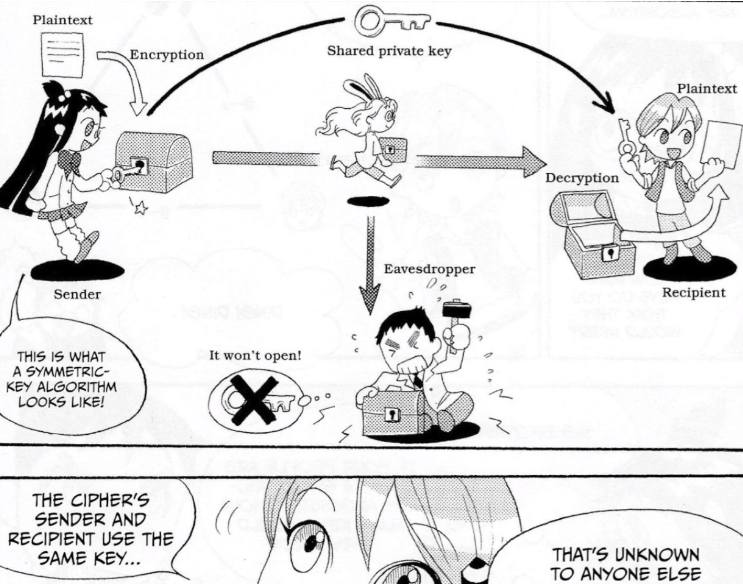 Plaintext
Encryption
Shared private key
Plaintext
Decryption
Eavesdropper
Sender
Recipient
It won't open!
THIS IS WHAT
A SYMMETRIC-
KEY ALGORITHM
LOOKS LIKE!
THE CIPHER'S
SENDER AND
RECIPIENT USE THE
SAME KEY...
THAT'S UNKNOWN
TO ANYONE ELSE